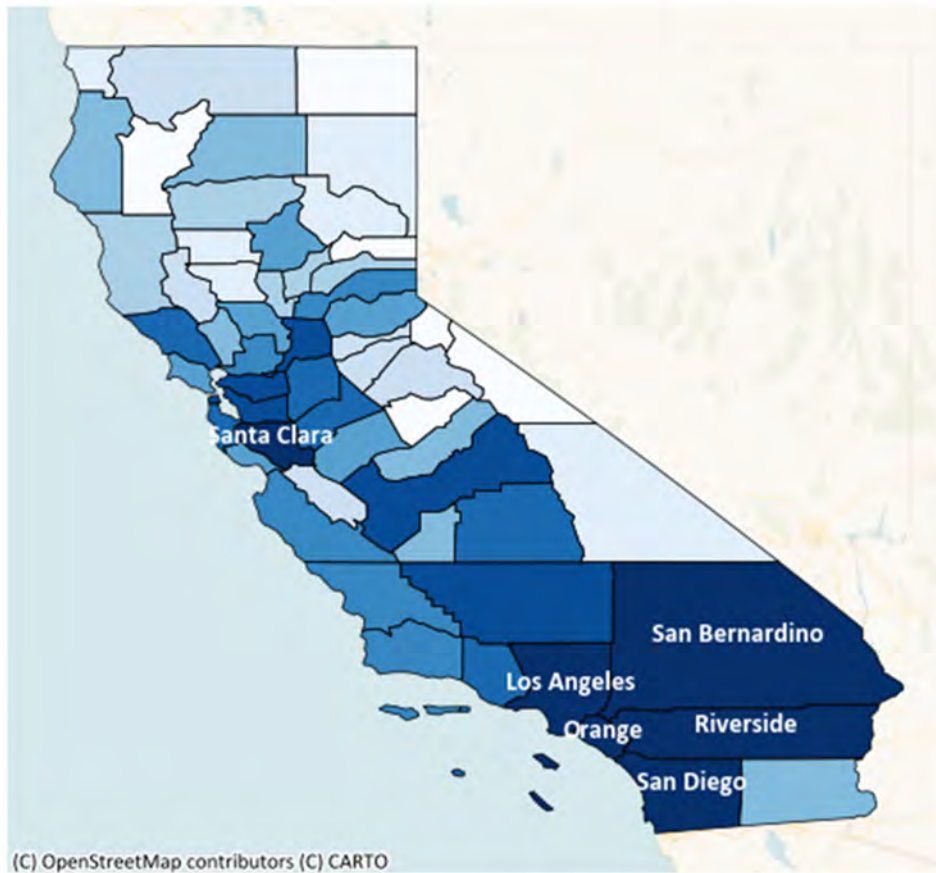 Santa Clara
San Bernardino
Los Angeles
Orange
Riverside
San Diego
(C) OpenStreetMap contributors (C) CARTO